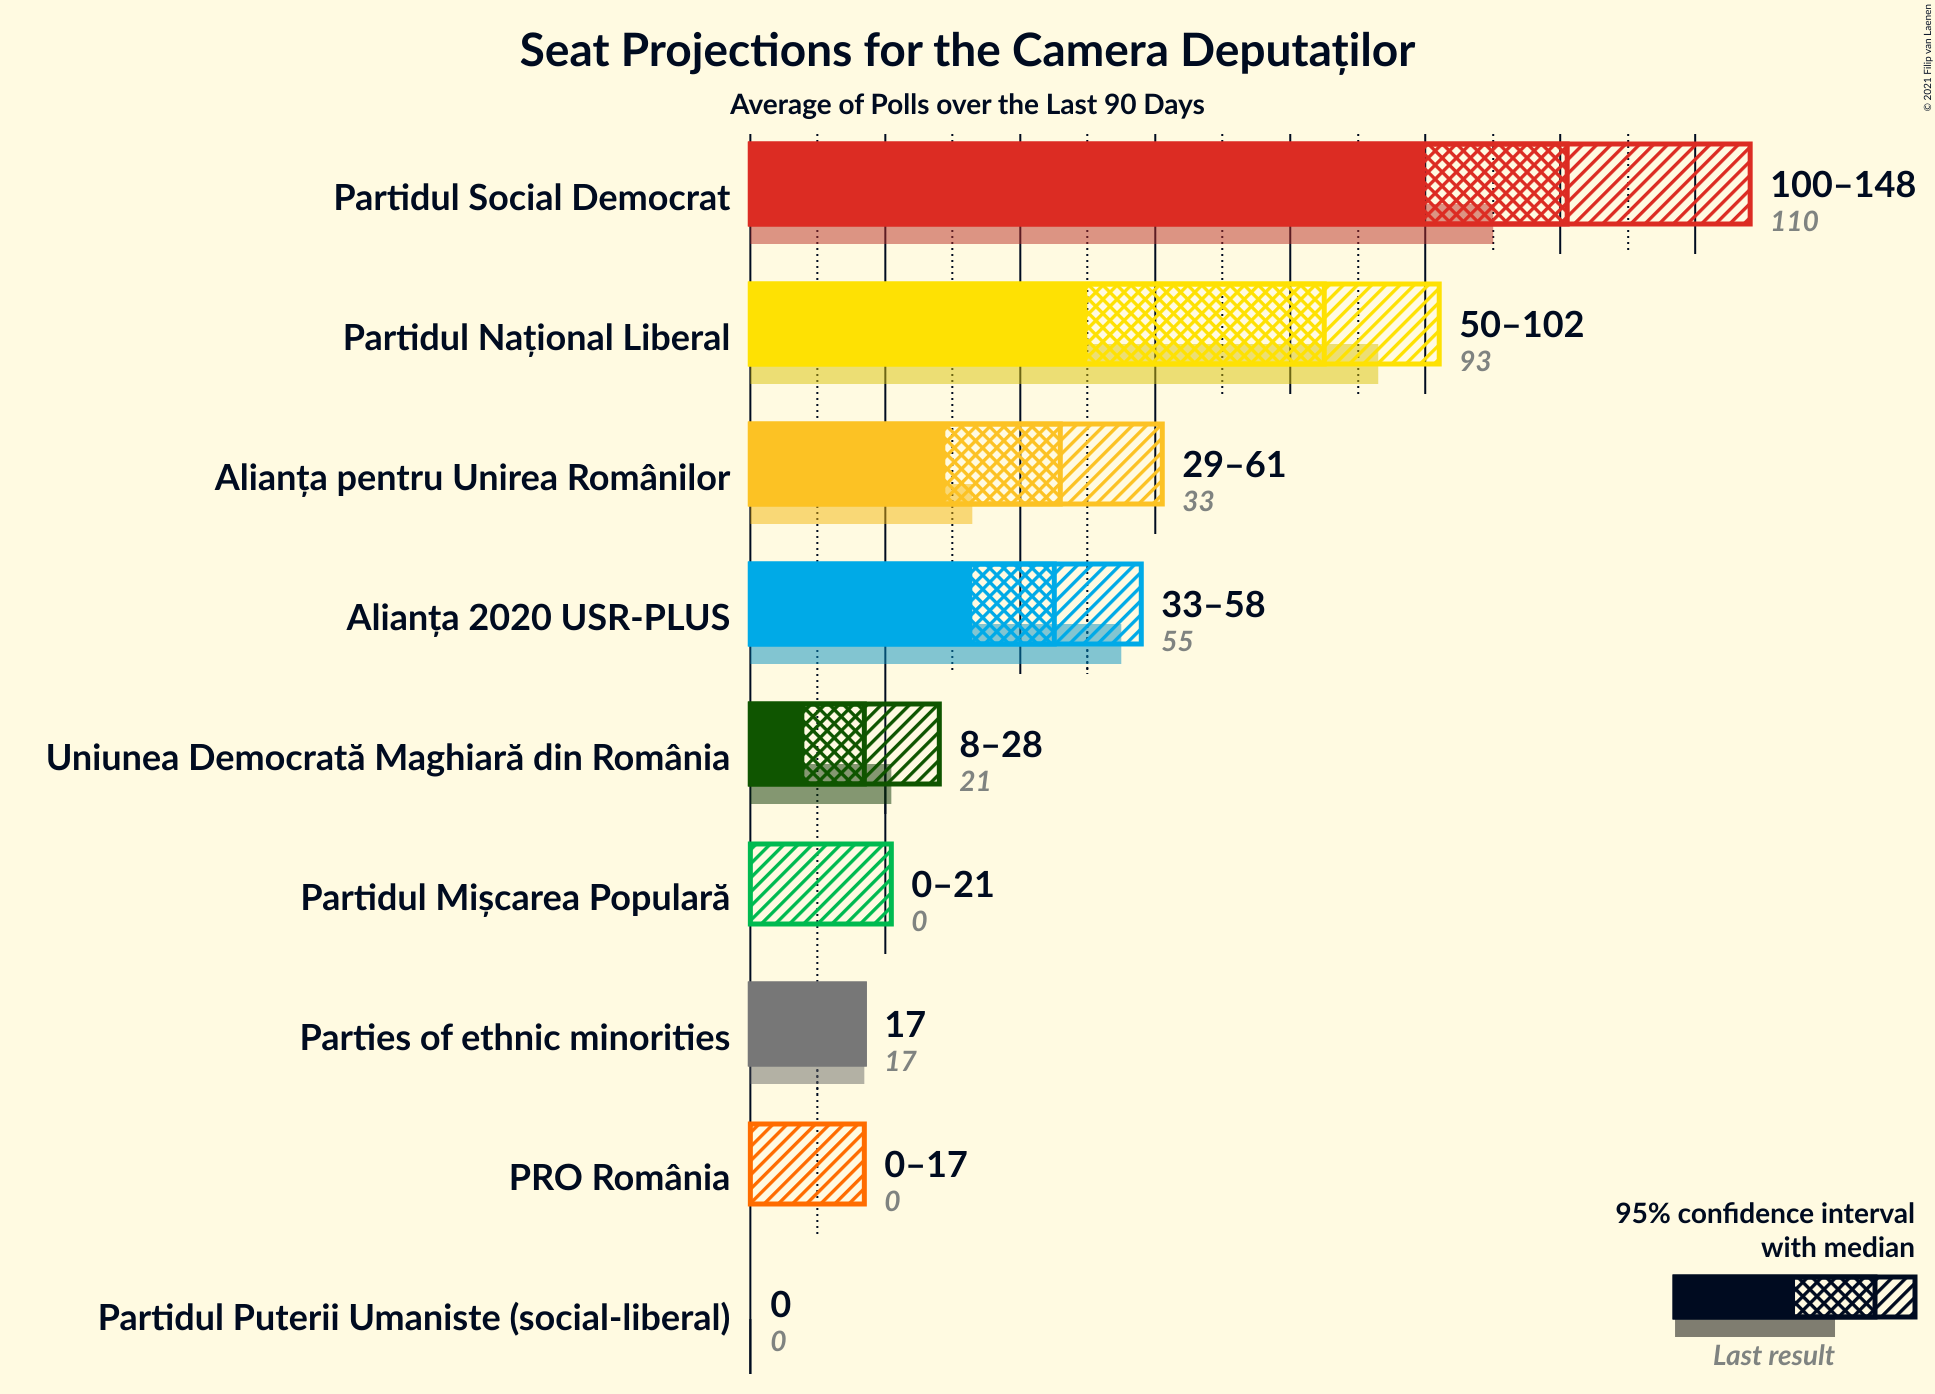 Seat Projections for the Camera Deputaților
Average of Polls over the Last 90 Days
© 2021 Filip van Laenen
Partidul Social Democrat
100–148
110
Partidul Național Liberal
50–102
93
Alianța pentru Unirea Românilor
29–61
33
Alianța 2020 USR-PLUS
33–58
55
Uniunea Democrată Maghiară din România
8–28
21
Partidul Mișcarea Populară
0–21
0
Parties of ethnic minorities
17
17
PRO România
0–17
0
Partidul Puterii Umaniste (social-liberal)
0
0
95% confidence interval
with median
Last result